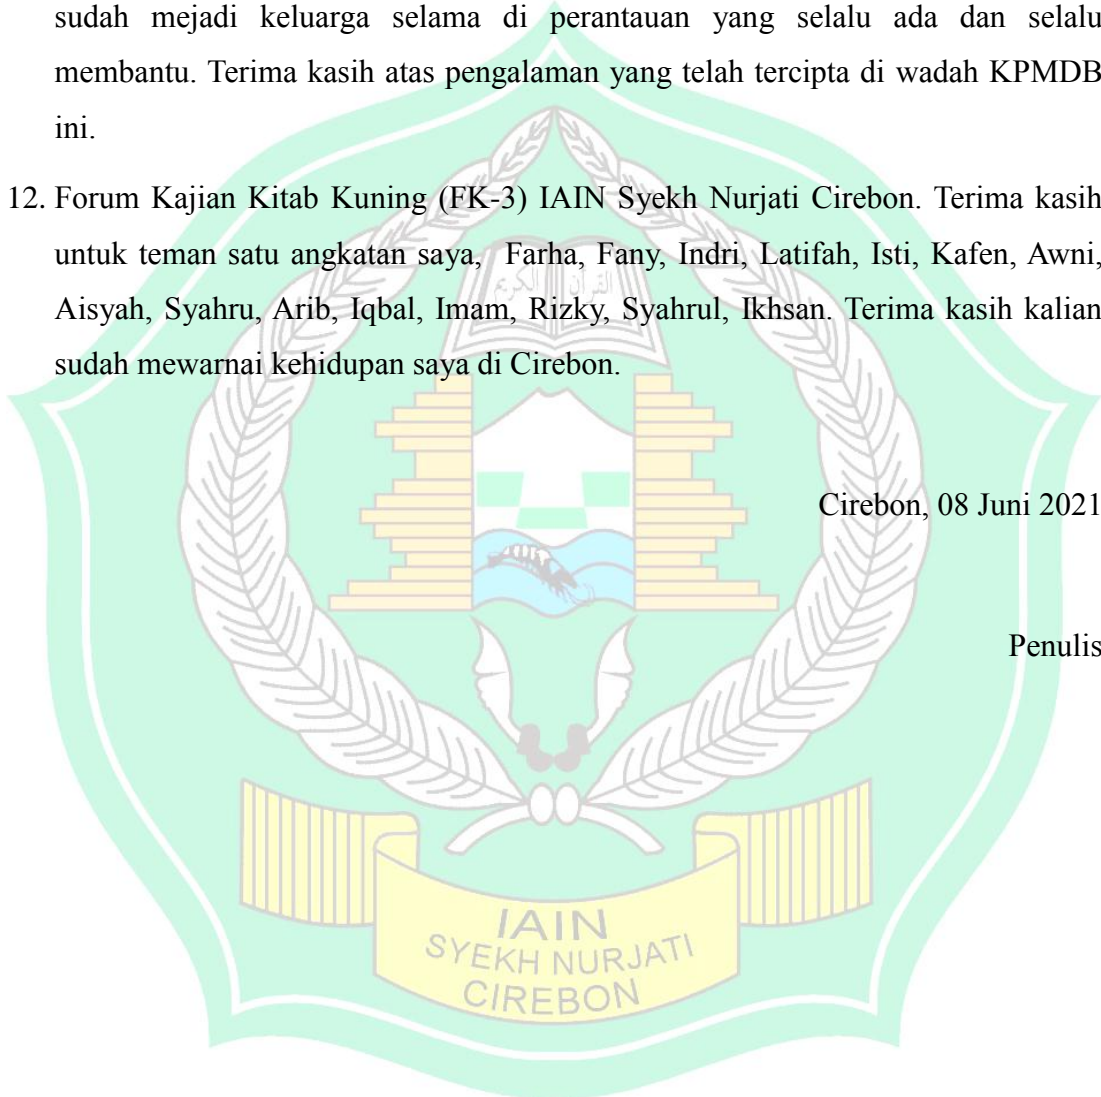 sudah mejadi keluarga selama di perantauan yang selalu ada dan selalu
membantu. Terima kasih atas pengalaman yang telah tercipta di wadah KPMDB
ini.
12. Forum Kajian Kitab Kuning (FK-3) IAIN Syekh Nurjati Cirebon. Terima kasih
untuk teman satu angkatan saya, Farha, Fany, Indri, Latifah, Isti, Kafen, Awni,
Aisyah, Syahru, Arib, Iqbal, Imam, Rizky, Syahrul, Ikhsan. Terima kasih kalian
sudah mewarnai kehidupan saya di Cirebon.
القرآن الكريم
Cirebon, 08 Juni 2021
Penulis
IAIN
SYEKH NURJATI
CIREBON